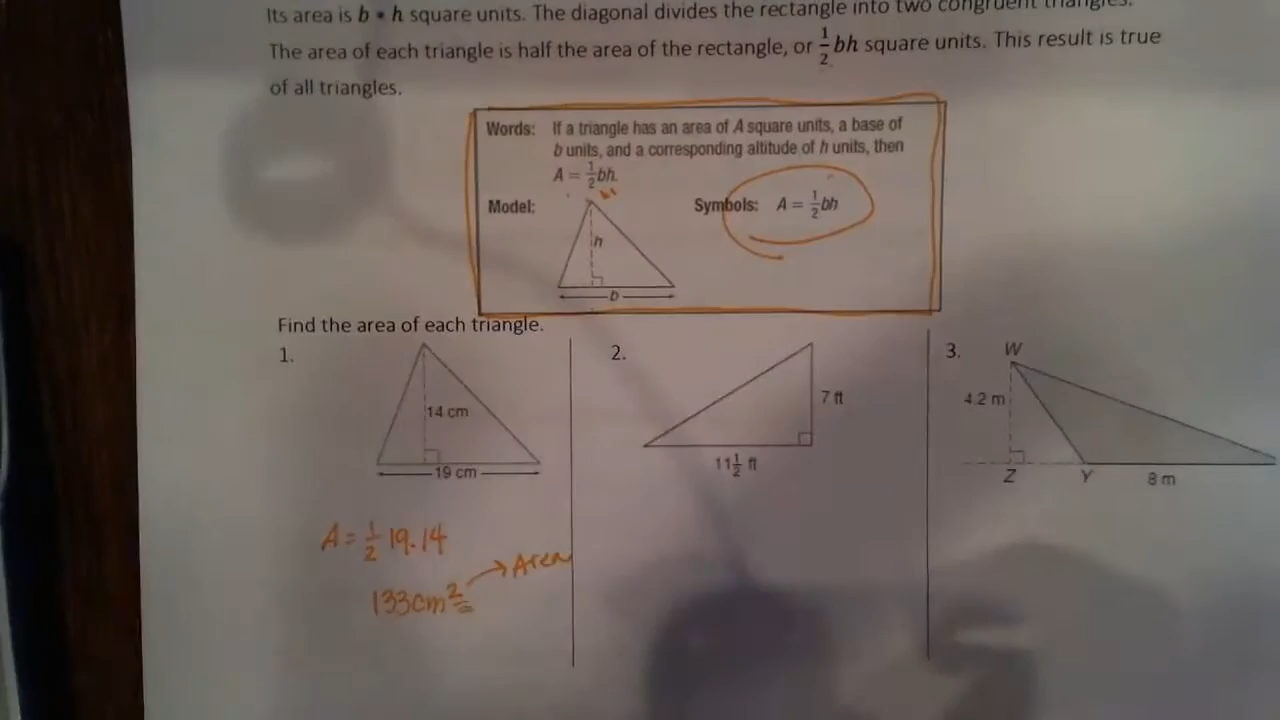 Its area is b • h square units. The diagonal divides the rectangle into two congruent triangles.
The area of each triangle is half the area of the rectangle, or 1/2 bh square units. This result is true
of all triangles.
Words: If a triangle has an area of A square units, a base of
b units, and a corresponding altitude of h units, then
A = 1/2 bh.
Model:
Symbols: A = 1/2 bh
h
b
Find the area of each triangle.
1.
14 cm
19 cm
A = 1/2 19.14
133cm²
Area
2.
7 ft
11 1/2 ft
3.
W
4.2 m
Z
Y
8 m